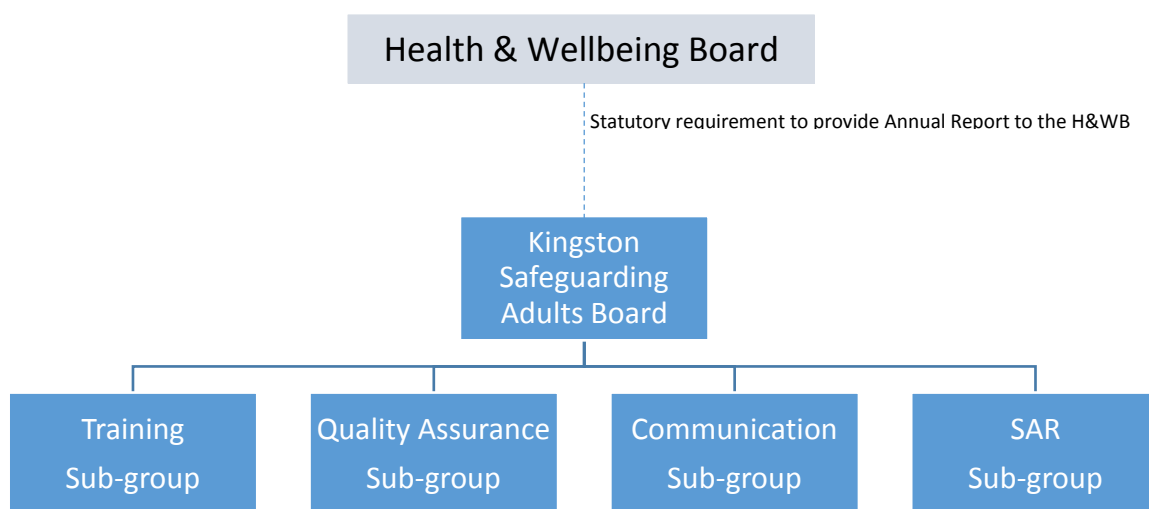 Health & Wellbeing Board
Statutory requirement to provide Annual Report to the H&WB
Kingston
Safeguarding
Adults Board
Training
Sub-group
Quality Assurance
Sub-group
Communication
Sub-group
SAR
Sub-group